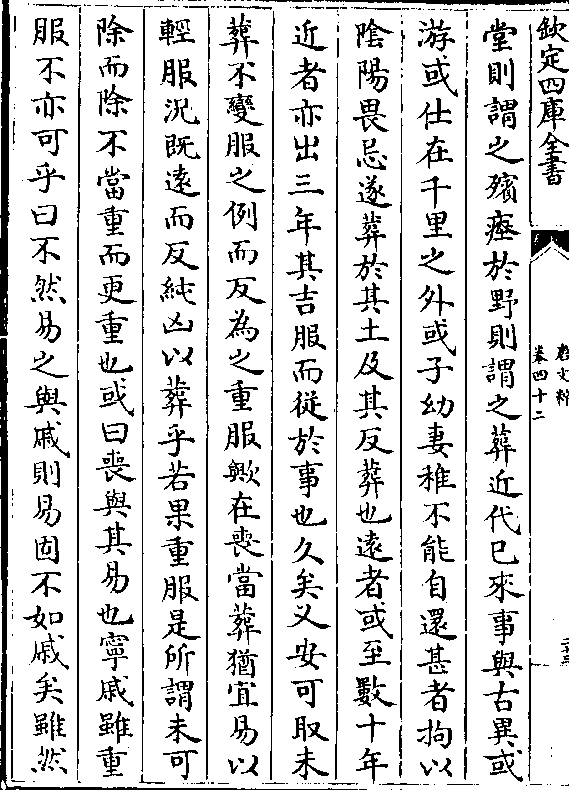 欽定四庫全書
唐文粹
卷四十二
堂則謂之殯瘞於野則謂之葬近代已來事與古異或
游或仕在千里之外或子幼妻稚不能自還甚者拘以
陰陽畏忌遂葬於其土及其反葬也遠者或至數十年
近者亦出三年其吉服而從於事也久矣又安可取未
葬不變服之例而反為之重服歟在喪當葬猶宜易以
輕服況既遠而反純凶以葬乎若果重服是所謂未可
除而除不當重而更重也或曰喪與其易也寧戚雖重
服不亦可乎曰不然易之與戚則易固不如戚矣雖然